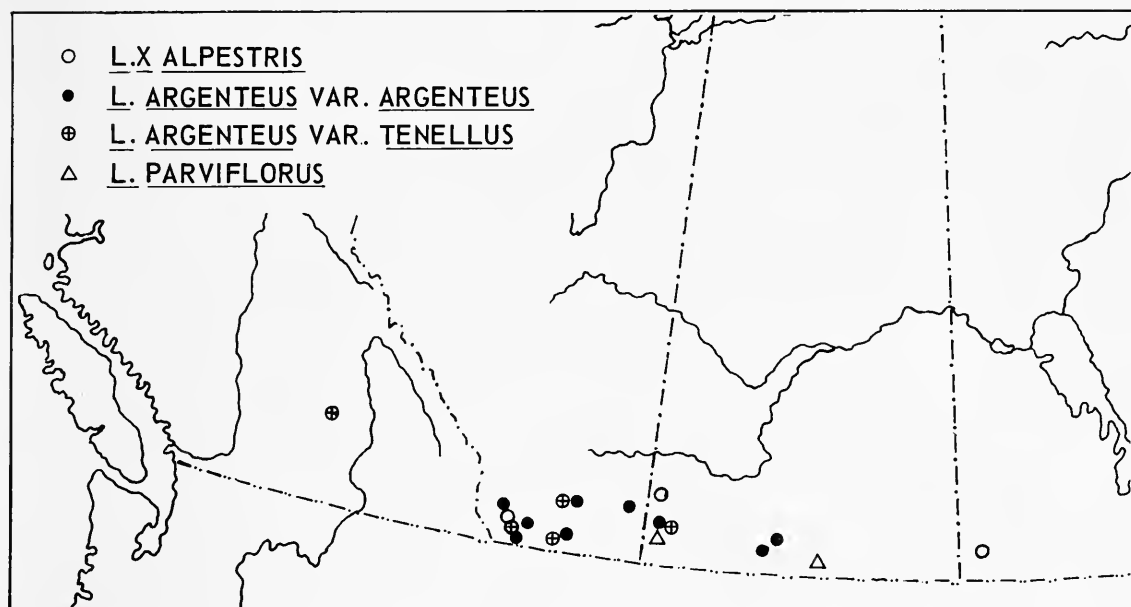 L.X ALPESTRIS
L. ARGENTEUS VAR. ARGENTEUS
L. ARGENTEUS VAR. TENELLUS
L. PARVIFLORUS